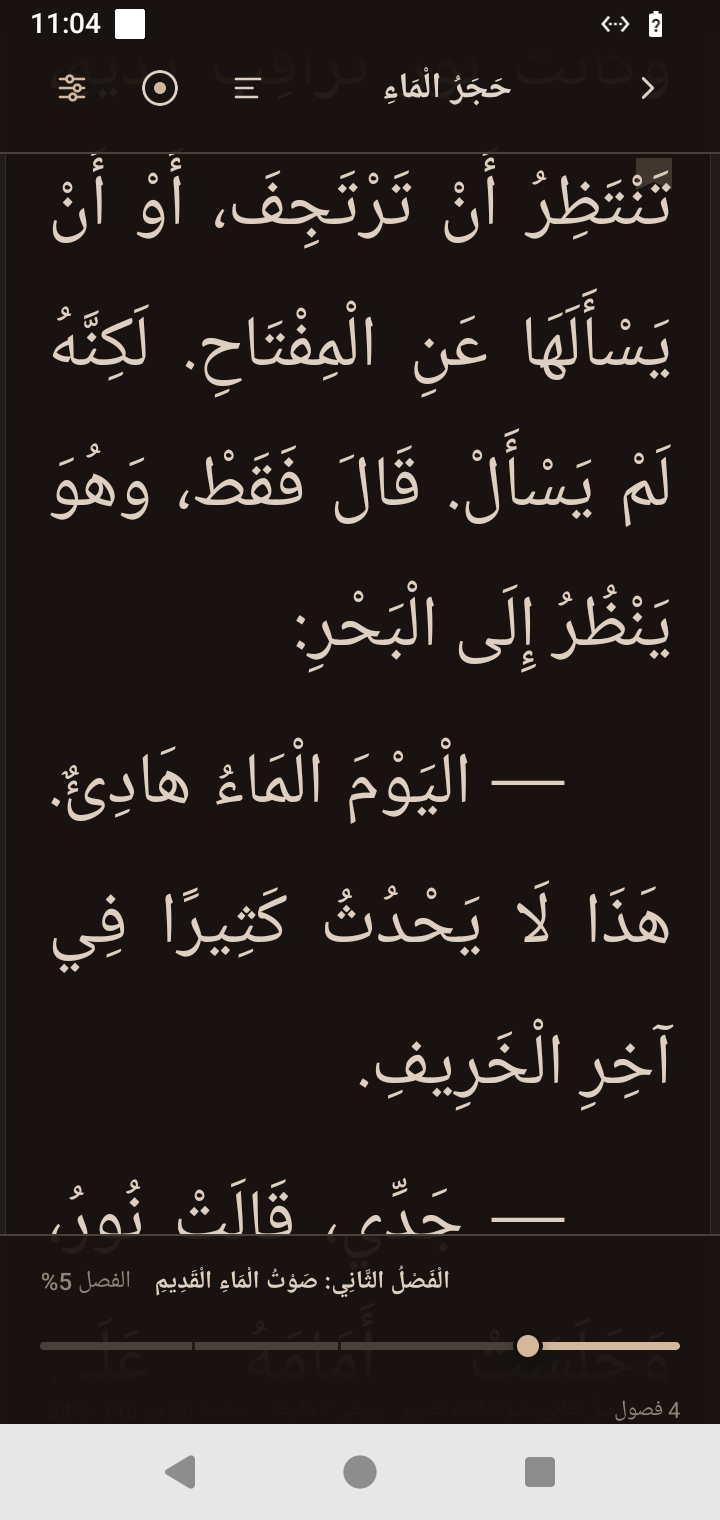 11:04
حَجَرُ الْمَاءِ
تَنْتَظِرُ أَنْ تَرْتَجِفَ، أَوْ أَنْ
يَسْأَلَهَا عَنِ الْمِفْتَاحِ. لَكِنَّهُ
لَمْ يَسْأَلْ. قَالَ فَقَطْ، وَهُوَ
يَنْظُرُ إِلَى الْبَحْرِ:
— الْيَوْمَ الْمَاءُ هَادِئٌ.
هَذَا لَا يَحْدُثُ كَثِيرًا فِي
آخِرِ الْخَرِيفِ.
— جَدِّي، قَالَتْ نُورُ،
الْفَصْلُ الثَّانِي: صَوْتُ الْمَاءِ الْقَدِيمِ
الفصل 5%
وَجَلَسَتْ أَمَامَهُ
4 فصول